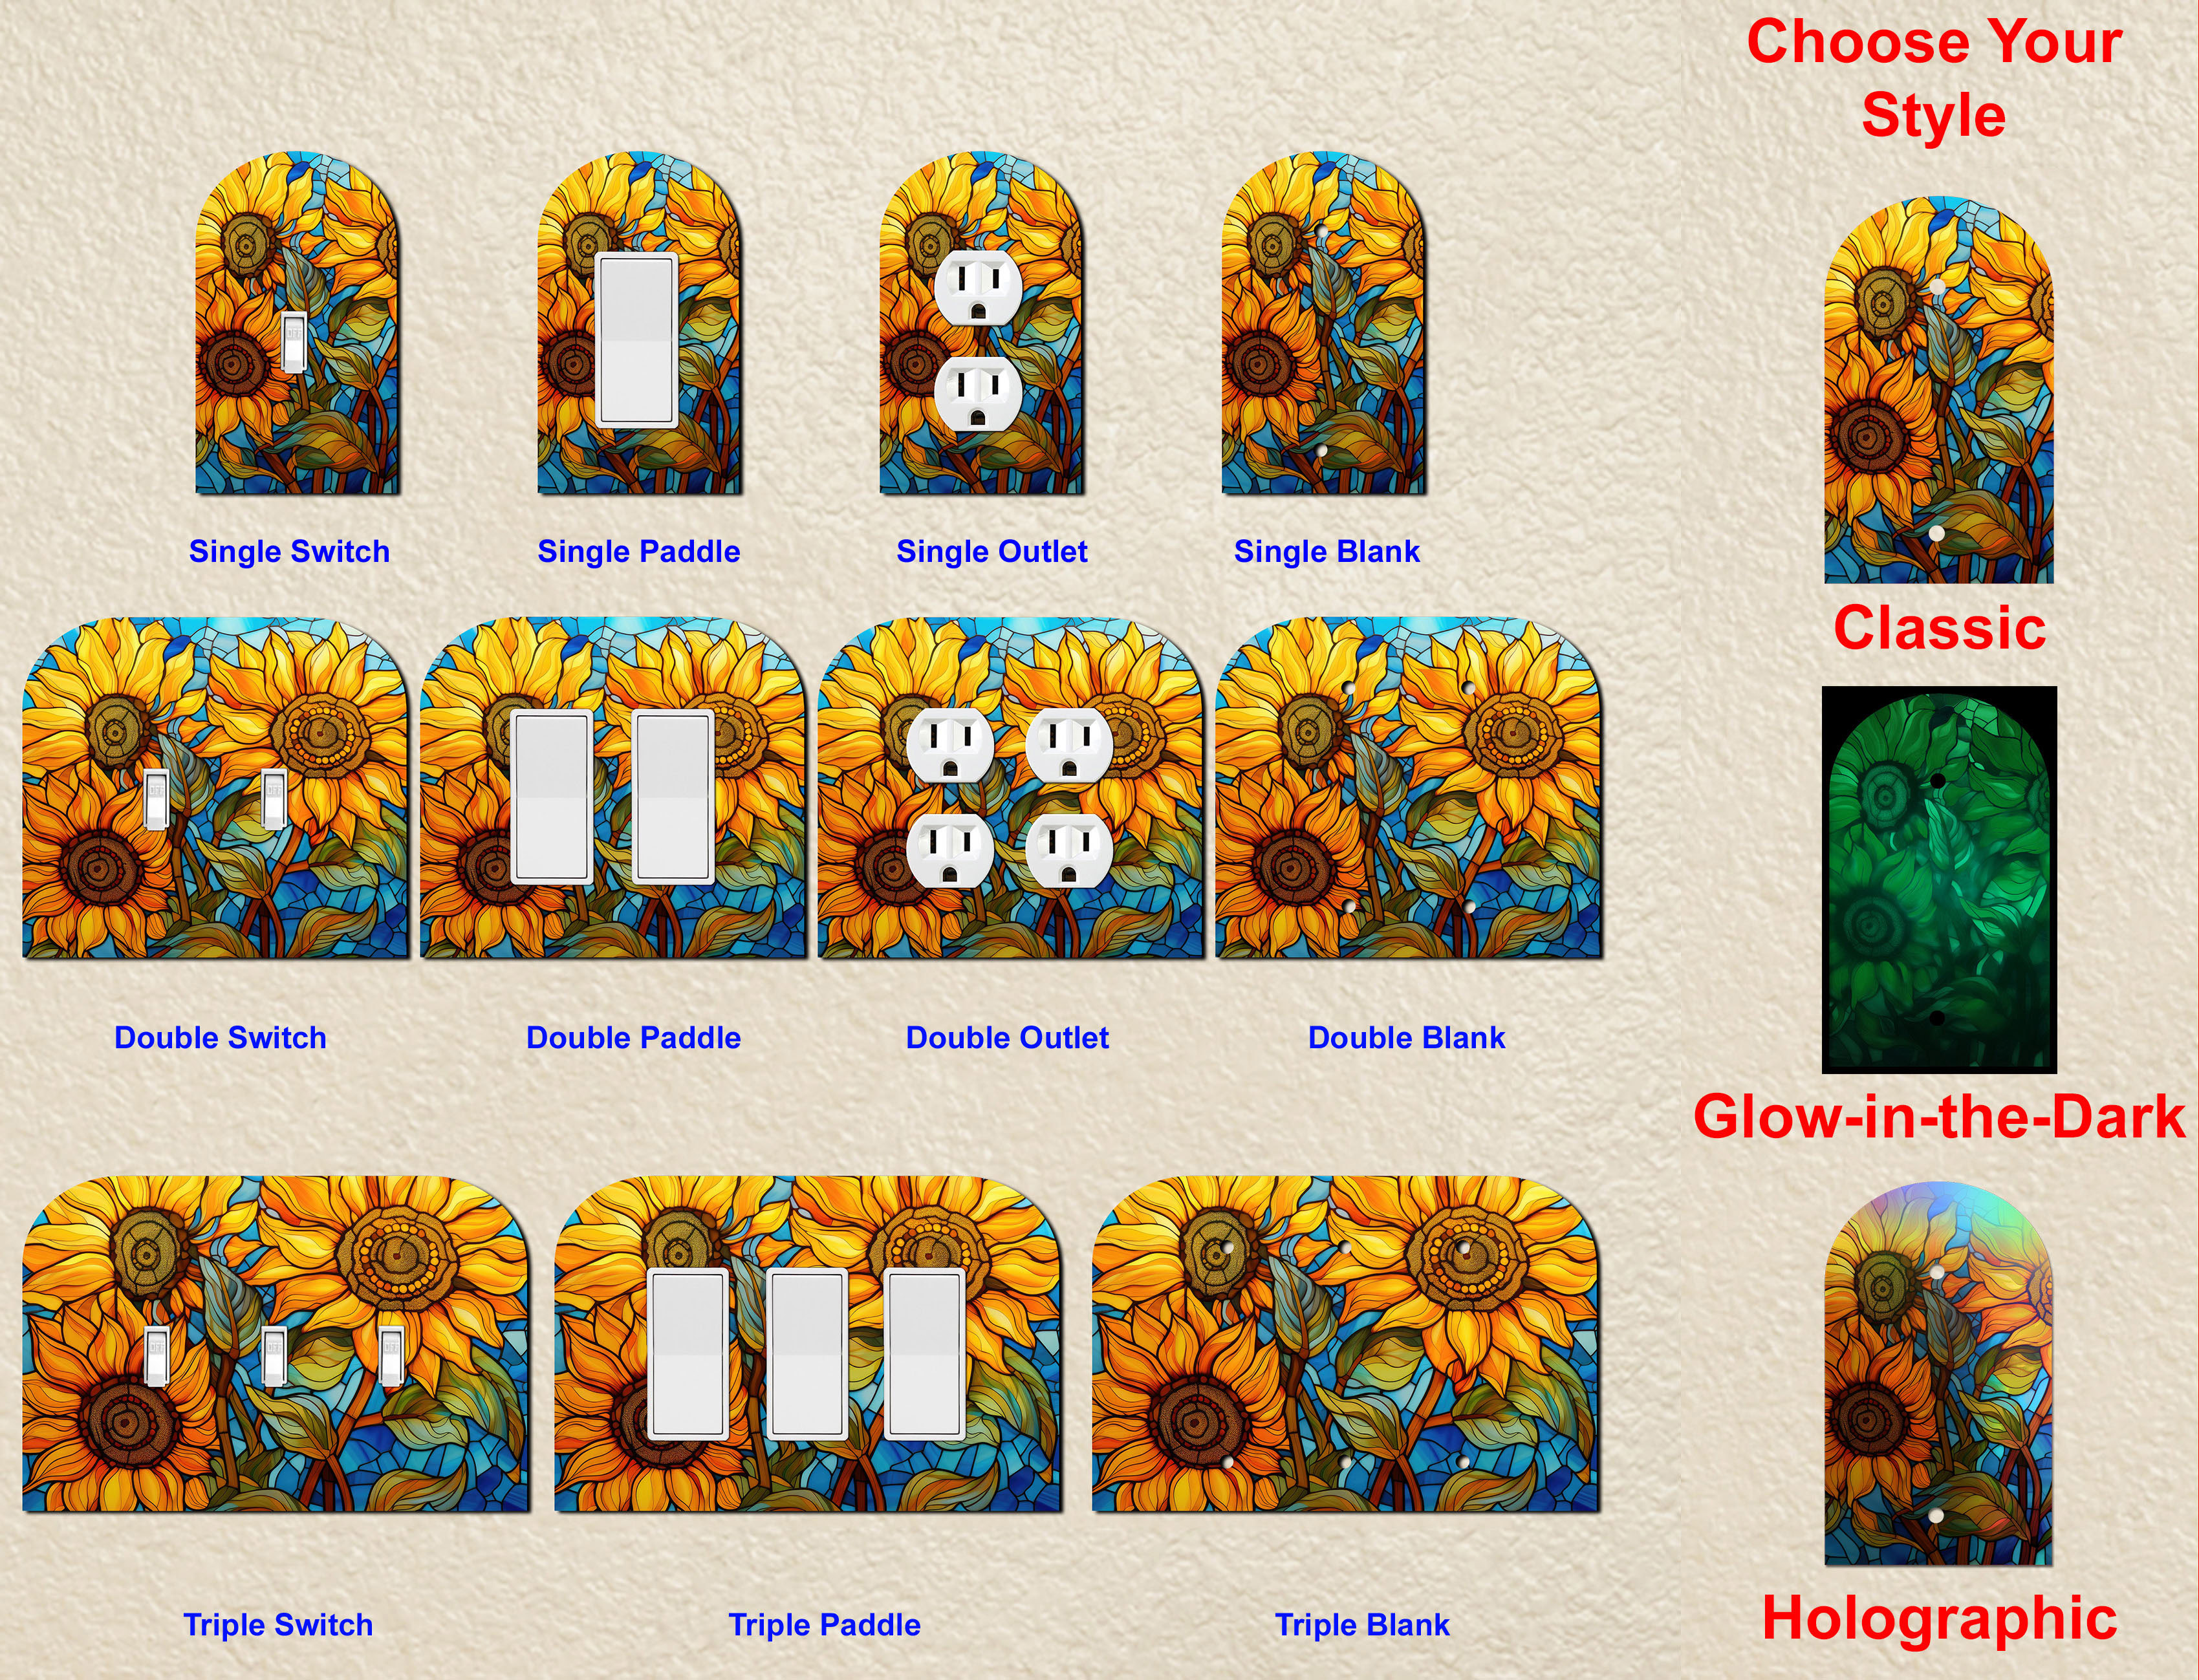 Choose Your
Style
Single Switch
Single Paddle
Single Outlet
Single Blank
Classic
Double Switch
Double Paddle
Double Outlet
Double Blank
Glow-in-the-Dark
Triple Switch
Triple Paddle
Triple Blank
Holographic